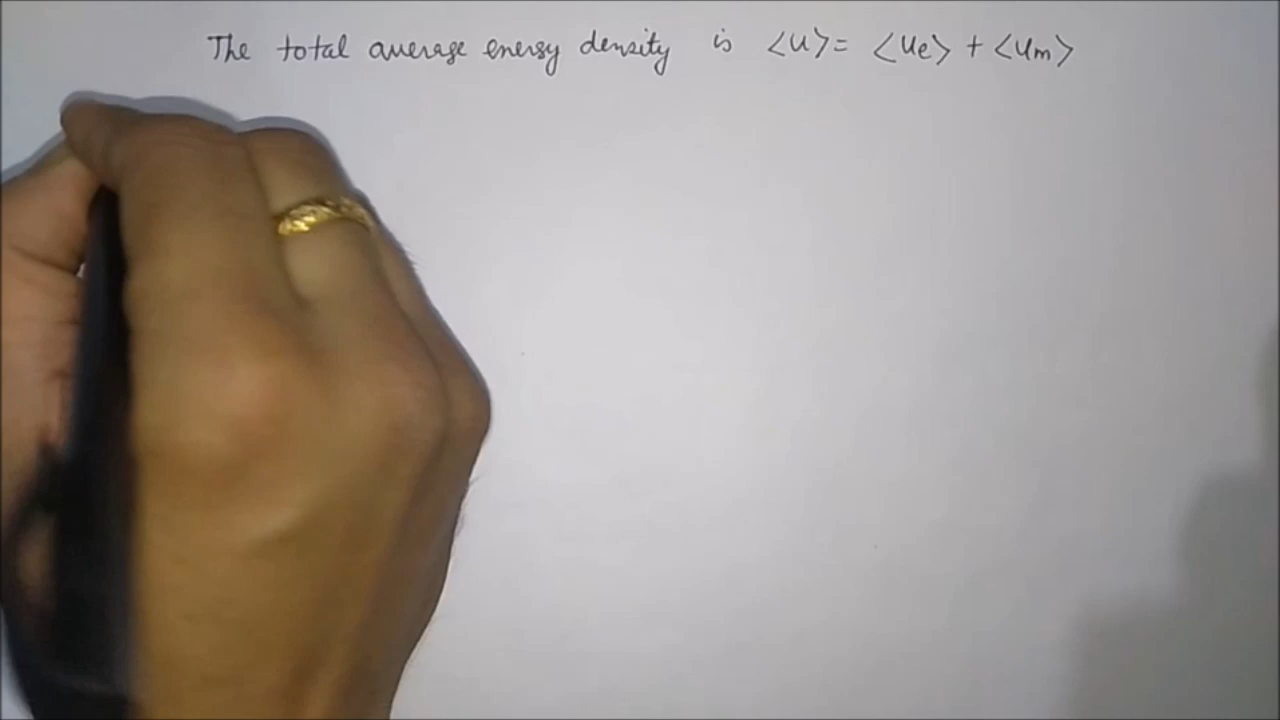 The total average energy density is <u> = <ue> + <um>